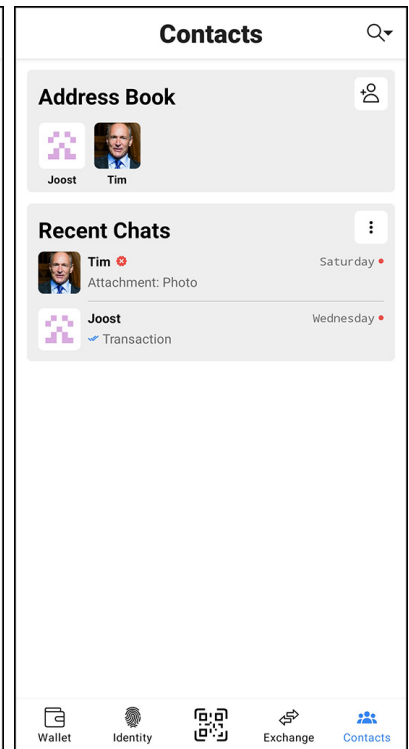 Contacts
Address Book
Joost
Tim
Recent Chats
Tim
Saturday
Attachment: Photo
Joost
Wednesday
Transaction
Wallet
Identity
Exchange
Contacts